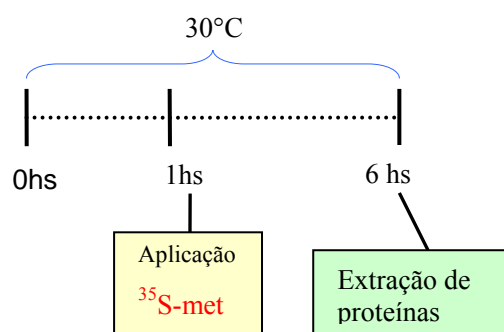 30°C
0hs
1hs
6 hs
Aplicação
³⁵S-met
Extração de
proteínas